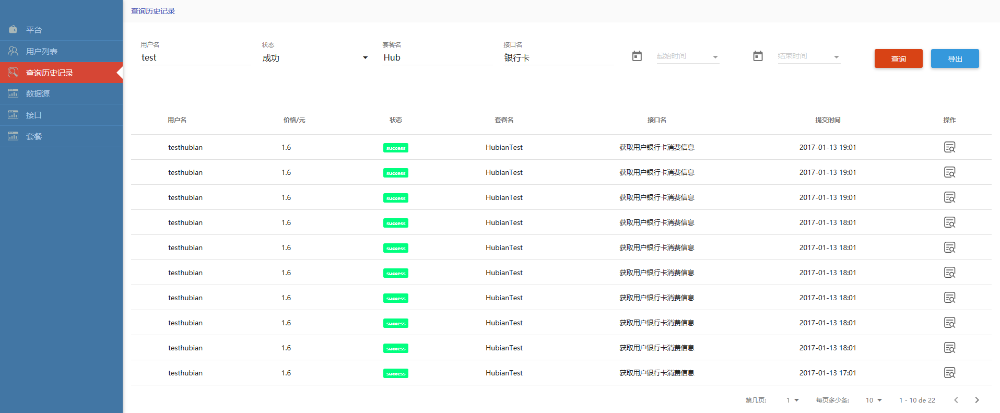 查询历史记录
平台
用户列表
查询历史记录
数据源
接口
套餐
用户名 状态 套餐名 接口名
test 成功 Hub 银行卡 起始时间 结束时间 查询 导出
用户名 价格/元 状态 套餐名 接口名 提交时间 操作
testhubian 1.6 success HubianTest 获取用户银行卡消费信息 2017-01-13 19:01
testhubian 1.6 success HubianTest 获取用户银行卡消费信息 2017-01-13 19:01
testhubian 1.6 success HubianTest 获取用户银行卡消费信息 2017-01-13 19:01
testhubian 1.6 success HubianTest 获取用户银行卡消费信息 2017-01-13 18:01
testhubian 1.6 success HubianTest 获取用户银行卡消费信息 2017-01-13 18:01
testhubian 1.6 success HubianTest 获取用户银行卡消费信息 2017-01-13 18:01
testhubian 1.6 success HubianTest 获取用户银行卡消费信息 2017-01-13 18:01
testhubian 1.6 success HubianTest 获取用户银行卡消费信息 2017-01-13 18:01
testhubian 1.6 success HubianTest 获取用户银行卡消费信息 2017-01-13 18:01
testhubian 1.6 success HubianTest 获取用户银行卡消费信息 2017-01-13 17:01
第几页: 1 每页多少条: 10 1 - 10 de 22